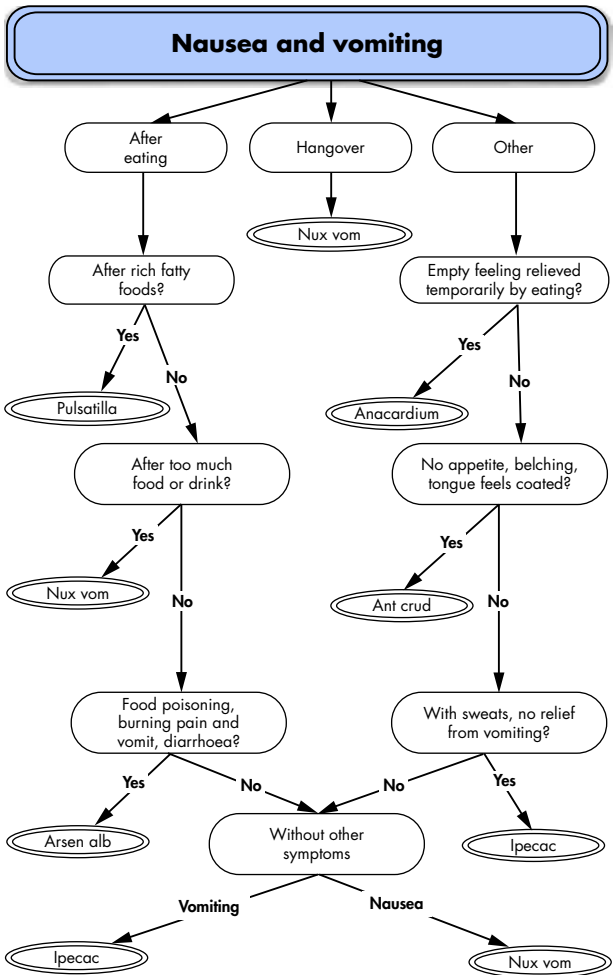 Nausea and vomiting
After
eating
Hangover
Other
Nux vom
After rich fatty
foods?
Empty feeling relieved
temporarily by eating?
Yes
No
Pulsatilla
Yes
No
Anacardium
After too much
food or drink?
No appetite, belching,
tongue feels coated?
Yes
No
Nux vom
Yes
No
Ant crud
Food poisoning,
burning pain and
vomit, diarrhoea?
With sweats, no relief
from vomiting?
Yes
No
No
Yes
Arsen alb
Without other
symptoms
Ipecac
Vomiting
Nausea
Ipecac
Nux vom